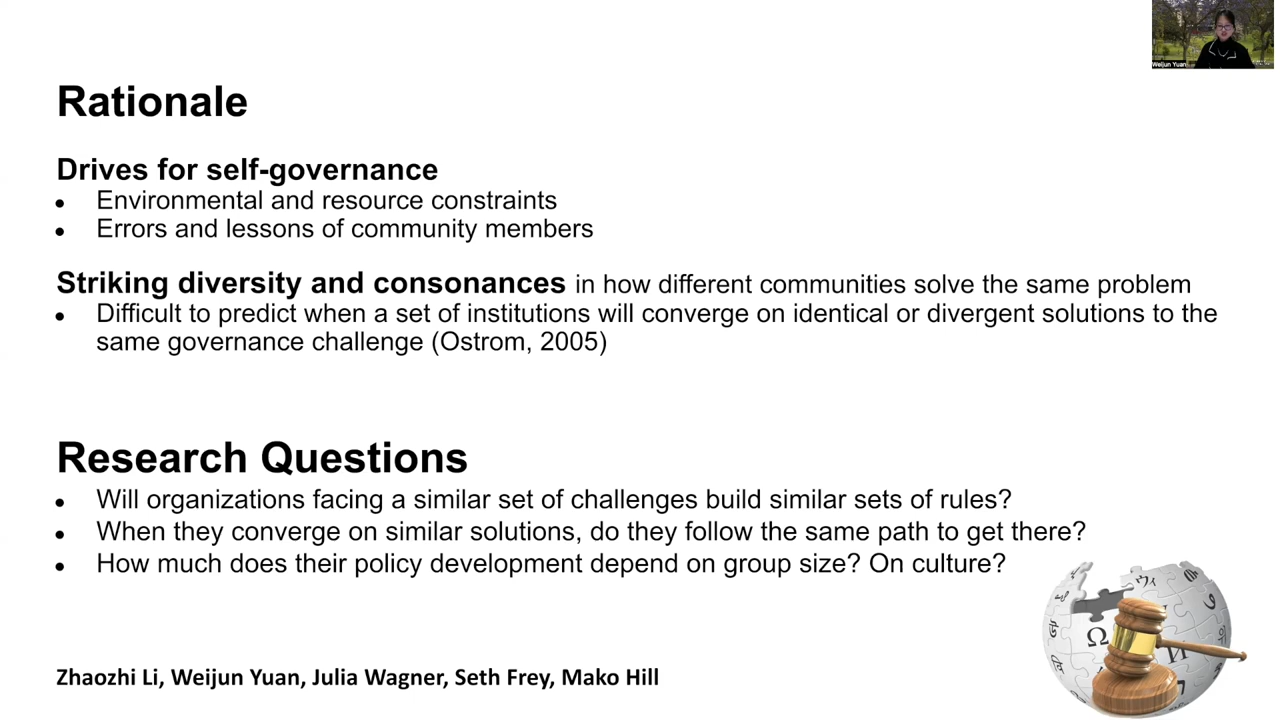 Weijun Yuan
Rationale
Drives for self-governance
• Environmental and resource constraints
• Errors and lessons of community members
Striking diversity and consonances in how different communities solve the same problem
• Difficult to predict when a set of institutions will converge on identical or divergent solutions to the
same governance challenge (Ostrom, 2005)
Research Questions
• Will organizations facing a similar set of challenges build similar sets of rules?
• When they converge on similar solutions, do they follow the same path to get there?
• How much does their policy development depend on group size? On culture?
Ω
И
Zhaozhi Li, Weijun Yuan, Julia Wagner, Seth Frey, Mako Hill